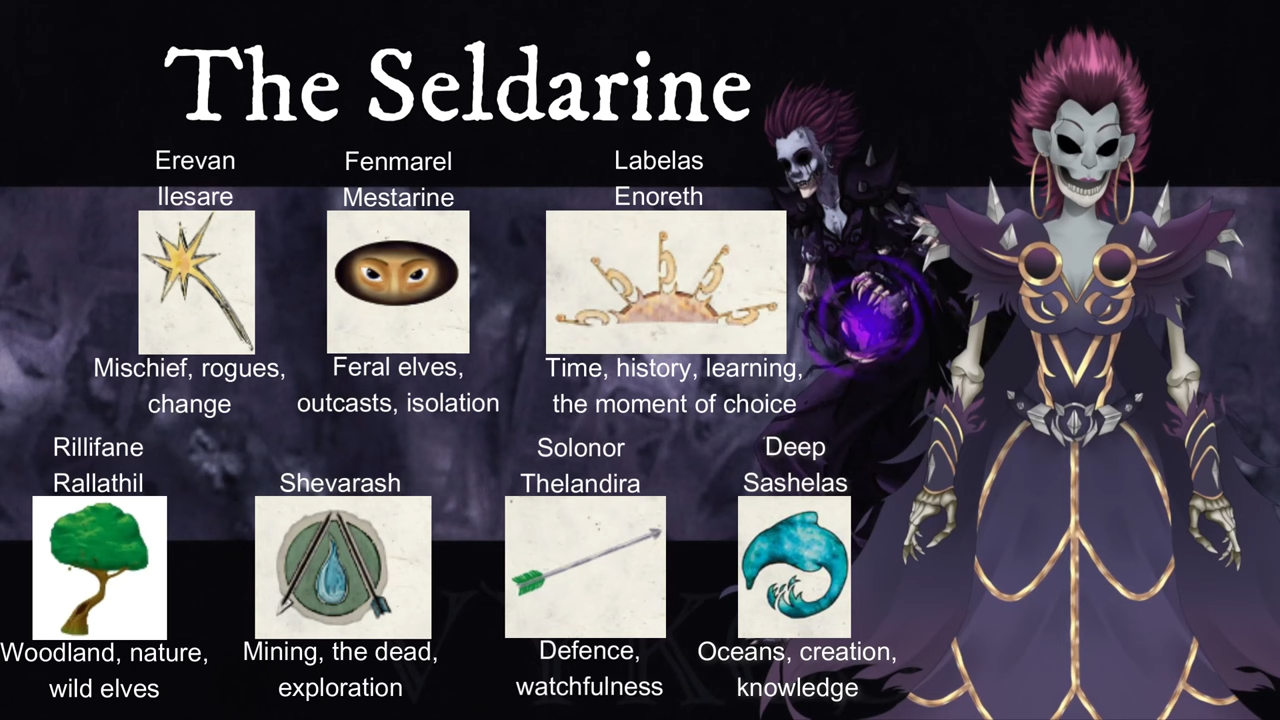 The Seldarine
Erevan
Ilesare
Mischief, rogues,
change
Fenmarel
Mestarine
Feral elves,
outcasts, isolation
Labelas
Enoreth
Time, history, learning,
the moment of choice
Rillifane
Rallathil
Woodland, nature,
wild elves
Shevarash
Mining, the dead,
exploration
Solonor
Thelandira
Defence,
watchfulness
Deep
Sashelas
Oceans, creation,
knowledge